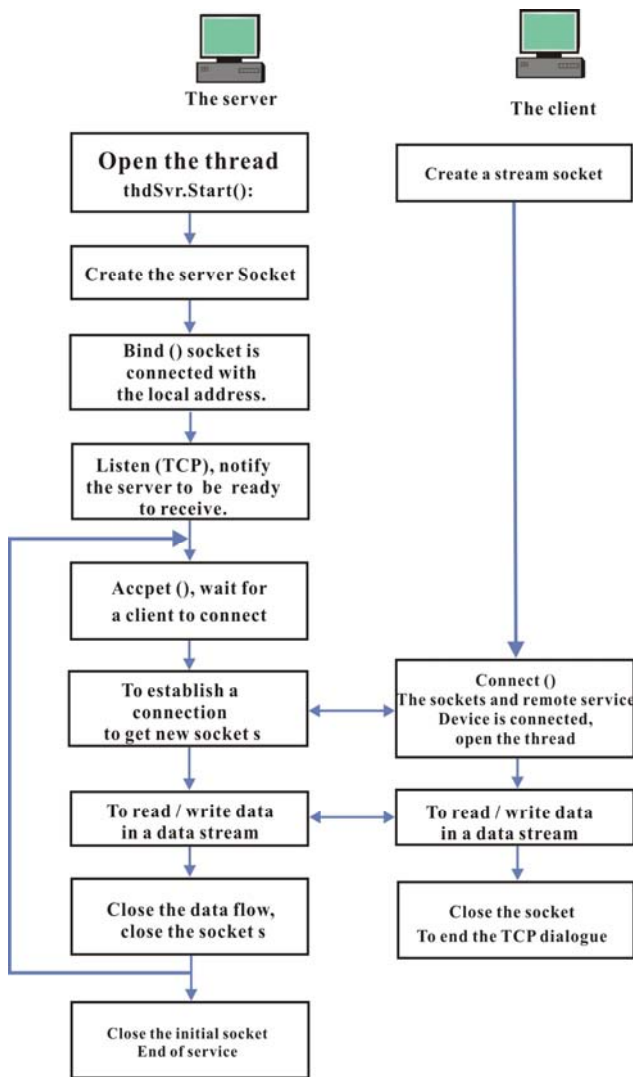 The server
Open the thread
thdSvr.Start():
Create the server Socket
Bind () socket is
connected with
the local address.
Listen (TCP), notify
the server to be ready
to receive.
Accpet (), wait for
a client to connect
To establish a
connection
to get new socket s
To read / write data
in a data stream
Close the data flow,
close the socket s
Close the initial socket
End of service
The client
Create a stream socket
Connect ()
The sockets and remote service
Device is connected,
open the thread
To read / write data
in a data stream
Close the socket
To end the TCP dialogue